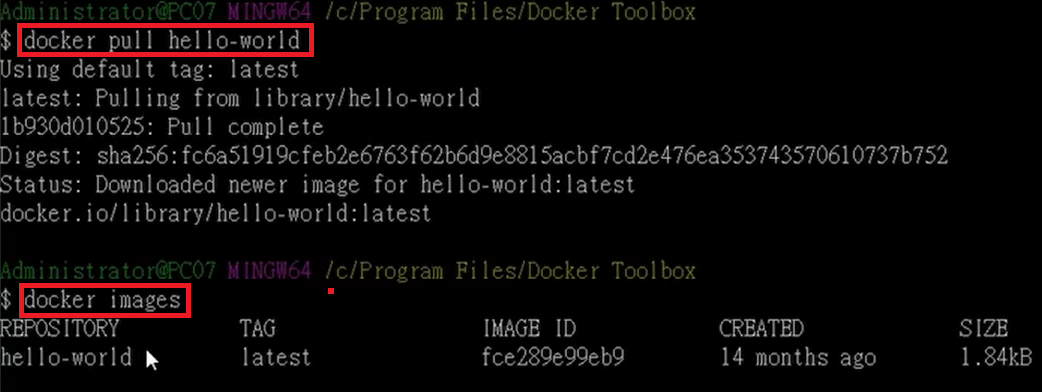 Administrator@PC07 MINGW64 /c/Program Files/Docker Toolbox
$ docker pull hello-world
Using default tag: latest
latest: Pulling from library/hello-world
1b930d010525: Pull complete
Digest: sha256:fc6a51919cfeb2e6763f62b6d9e8815acbf7cd2e476ea353743570610737b752
Status: Downloaded newer image for hello-world:latest
docker.io/library/hello-world:latest
Administrator@PC07 MINGW64 /c/Program Files/Docker Toolbox
$ docker images
REPOSITORY TAG IMAGE ID CREATED SIZE
hello-world latest fce289e99eb9 14 months ago 1.84kB